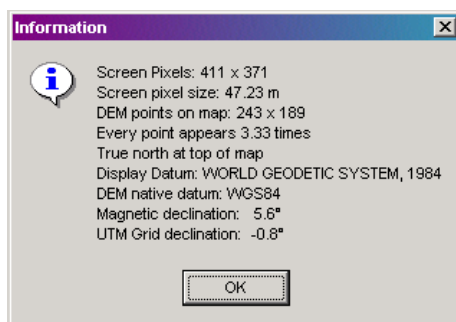 Information
Screen Pixels: 411 x 371
Screen pixel size: 47.23 m
DEM points on map: 243 x 189
Every point appears 3.33 times
True north at top of map
Display Datum: WORLD GEODETIC SYSTEM, 1984
DEM native datum: WGS84
Magnetic declination:   5.6°
UTM Grid declination:  -0.8°
OK